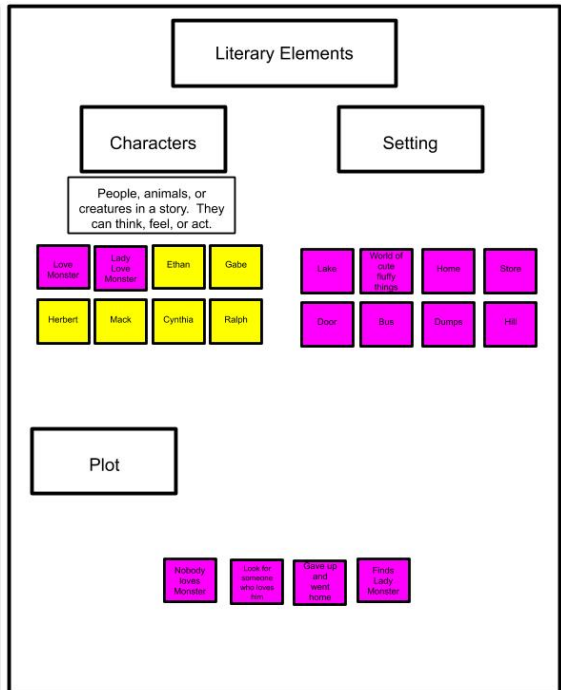 Literary Elements
Characters
Setting
People, animals, or
creatures in a story. They
can think, feel, or act.
Love
Monster
Lady
Love
Monster
Ethan
Gabe
Herbert
Mack
Cynthia
Ralph
Lake
World of
cute
fluffy
things
Home
Store
Door
Bus
Dumps
Hill
Plot
Nobody
loves
Monster
Look for
someone
who loves
him
Gave up
and
went
home
Finds
Lady
Monster